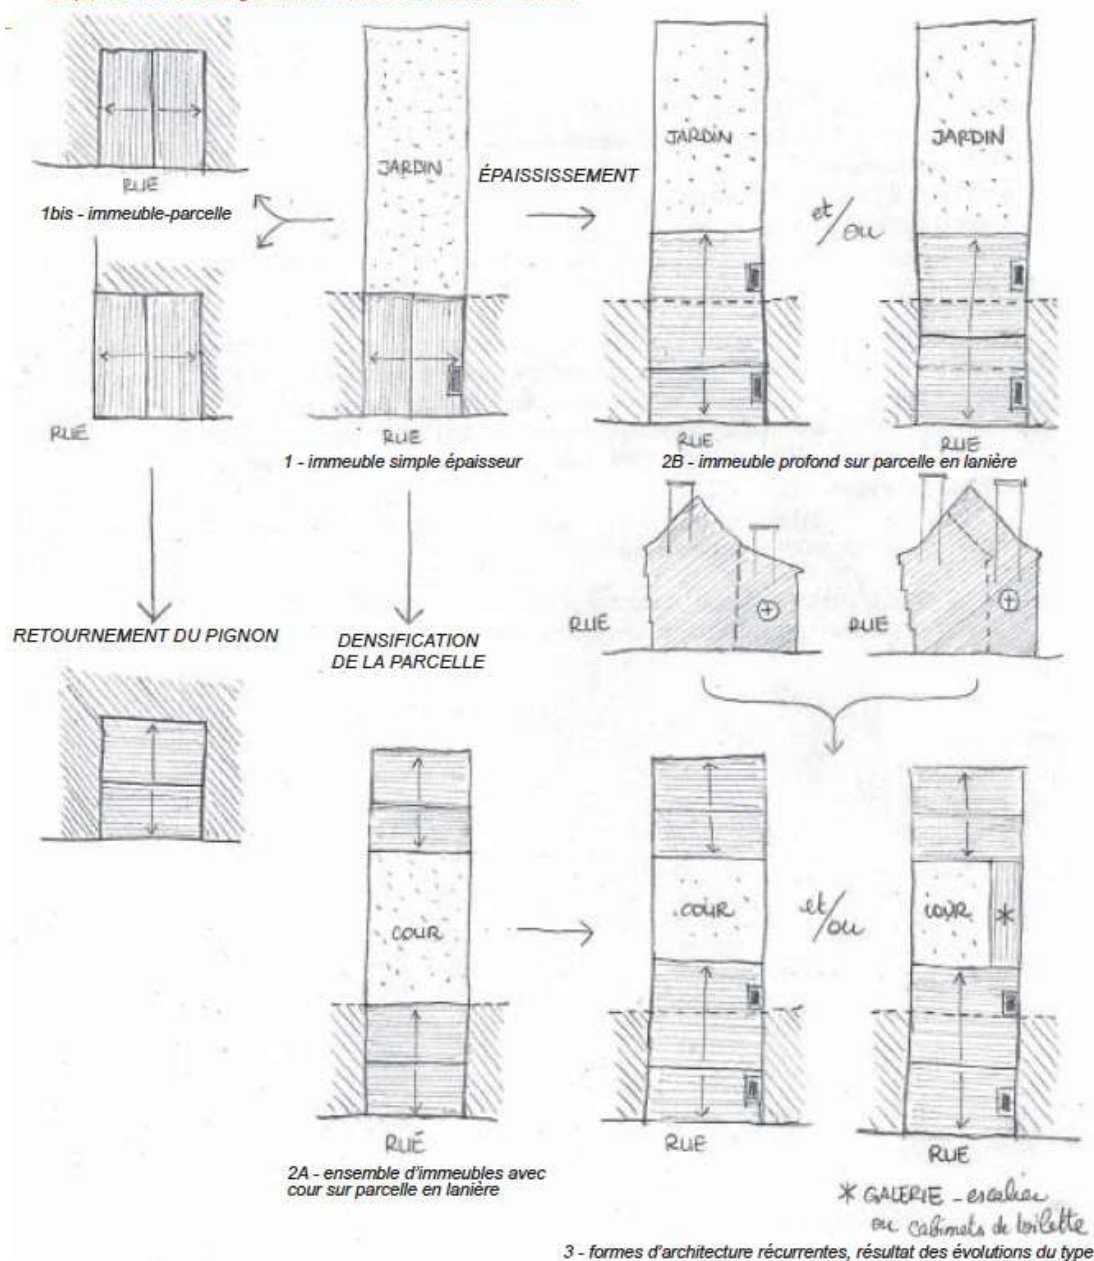 JARDIN
JARDIN
JARDIN
ÉPAISSISSEMENT
et/ou
RUE
1bis - immeuble-parcelle
RUE
RUE
1 - immeuble simple épaisseur
RUE
RUE
2B - immeuble profond sur parcelle en lanière
RETOURNEMENT DU PIGNON
DENSIFICATION
DE LA PARCELLE
RUE
RUE
COUR
COUR
et/ou
COUR
*
RUE
RUE
RUE
2A - ensemble d'immeubles avec
cour sur parcelle en lanière
* GALERIE - escalier
ou cabinets de toilette
3 - formes d'architecture récurrentes, résultat des évolutions du type